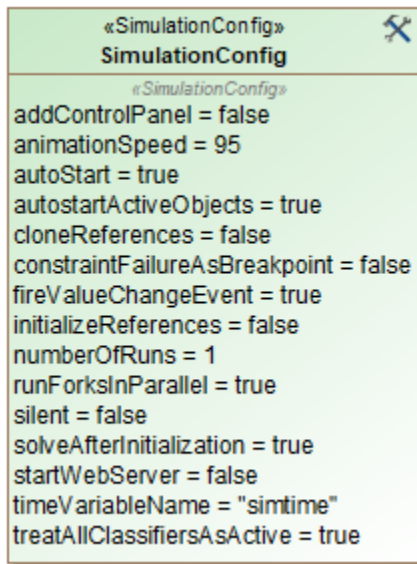 «SimulationConfig»
SimulationConfig
«SimulationConfig»
addControlPanel = false
animationSpeed = 95
autoStart = true
autostartActiveObjects = true
cloneReferences = false
constraintFailureAsBreakpoint = false
fireValueChangeEvent = true
initializeReferences = false
numberOfRuns = 1
runForksInParallel = true
silent = false
solveAfterInitialization = true
startWebServer = false
timeVariableName = "simtime"
treatAllClassifiersAsActive = true